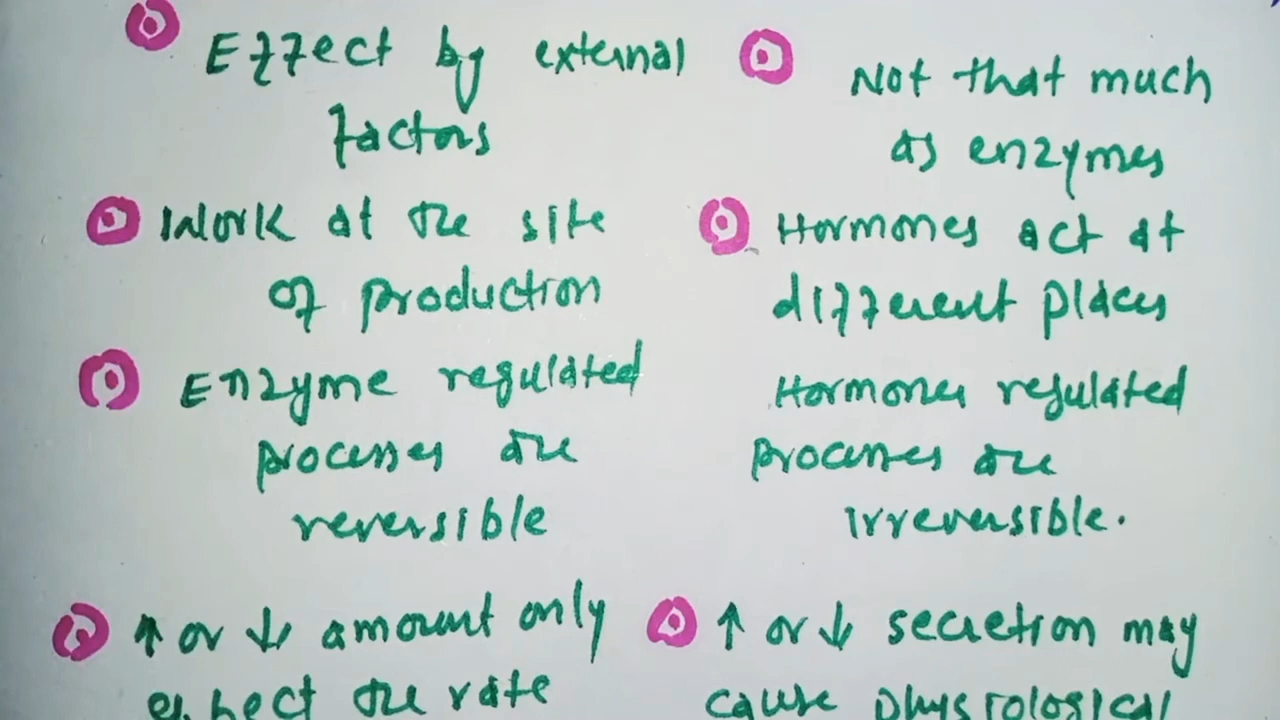 Effect by external
factors
Work at the site
of production
Enzyme regulated
processes are
reversible
↑ or ↓ amount only
effect the rate
Not that much
as enzymes
Hormones act at
different places
Hormones regulated
processes are
irreversible.
↑ or ↓ secretion may
cause physiological